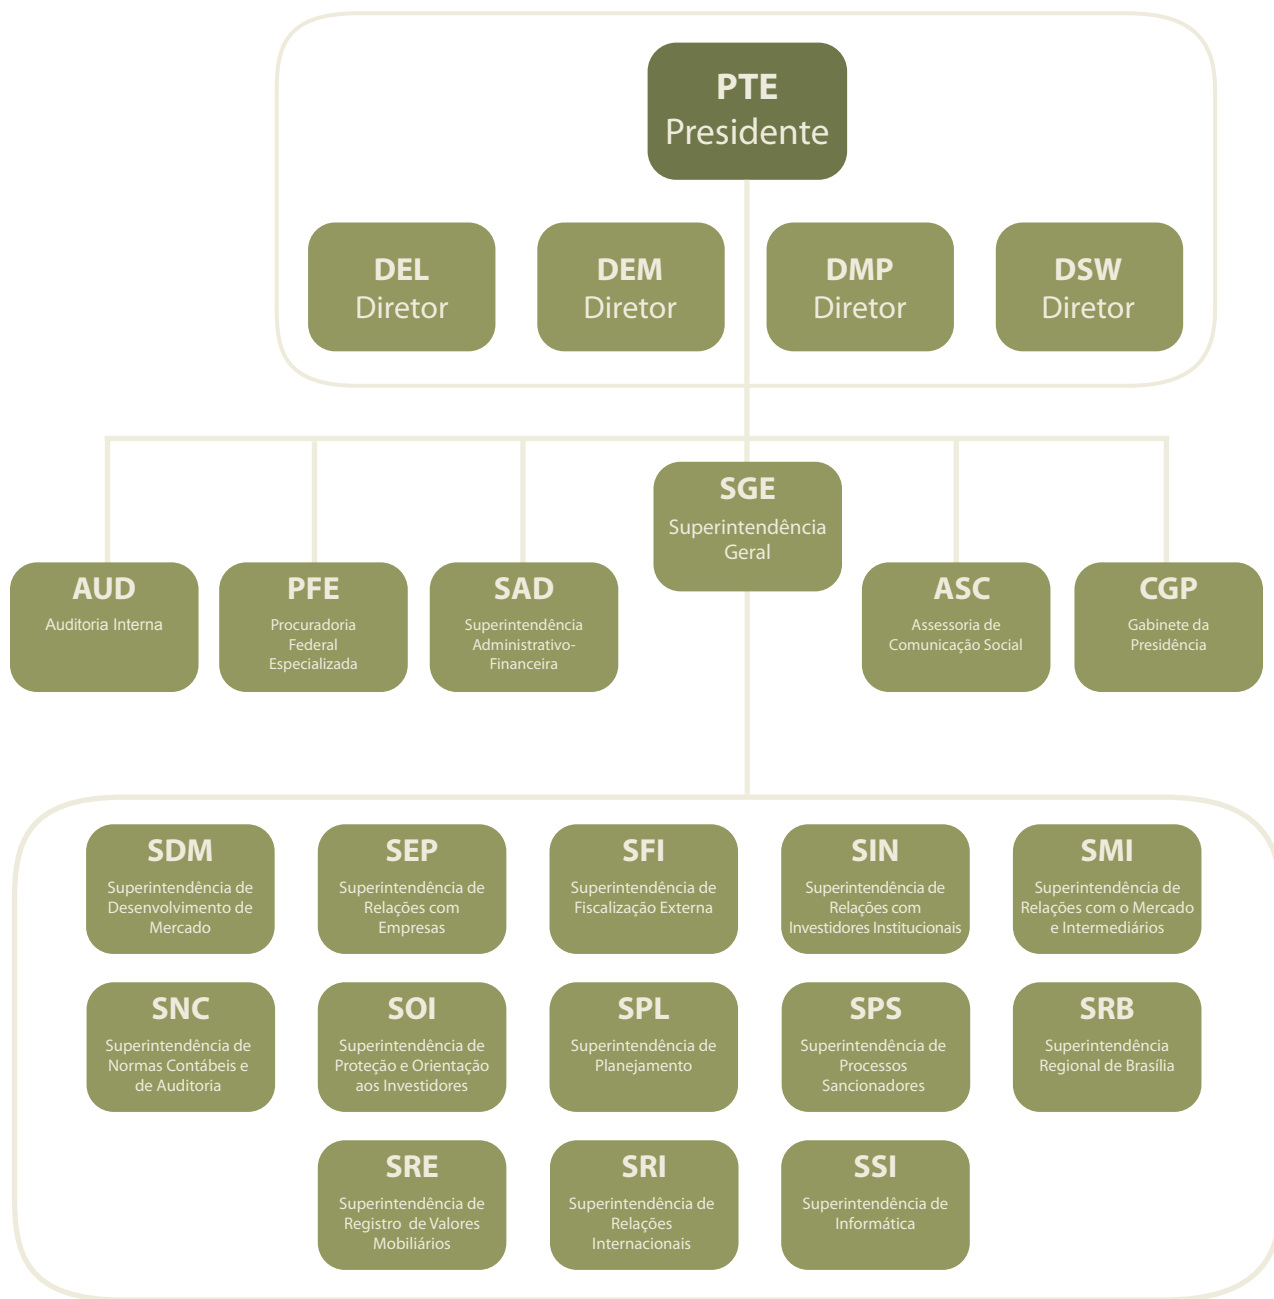 PTE
Presidente
DEL
Diretor
DEM
Diretor
DMP
Diretor
DSW
Diretor
SGE
Superintendência
Geral
AUD
Auditoria Interna
PFE
Procuradoria
Federal
Especializada
SAD
Superintendência
Administrativo-
Financeira
ASC
Assessoria de
Comunicação Social
CGP
Gabinete da
Presidência
SDM
Superintendência de
Desenvolvimento de
Mercado
SEP
Superintendência de
Relações com
Empresas
SFI
Superintendência de
Fiscalização Externa
SIN
Superintendência de
Relações com
Investidores Institucionais
SMI
Superintendência de
Relações com o Mercado
e Intermediários
SNC
Superintendência de
Normas Contábeis e
de Auditoria
SOI
Superintendência de
Proteção e Orientação
aos Investidores
SPL
Superintendência de
Planejamento
SPS
Superintendência de
Processos
Sancionadores
SRB
Superintendência
Regional de Brasília
SRE
Superintendência de
Registro de Valores
Mobiliários
SRI
Superintendência de
Relações
Internacionais
SSI
Superintendência de
Informática